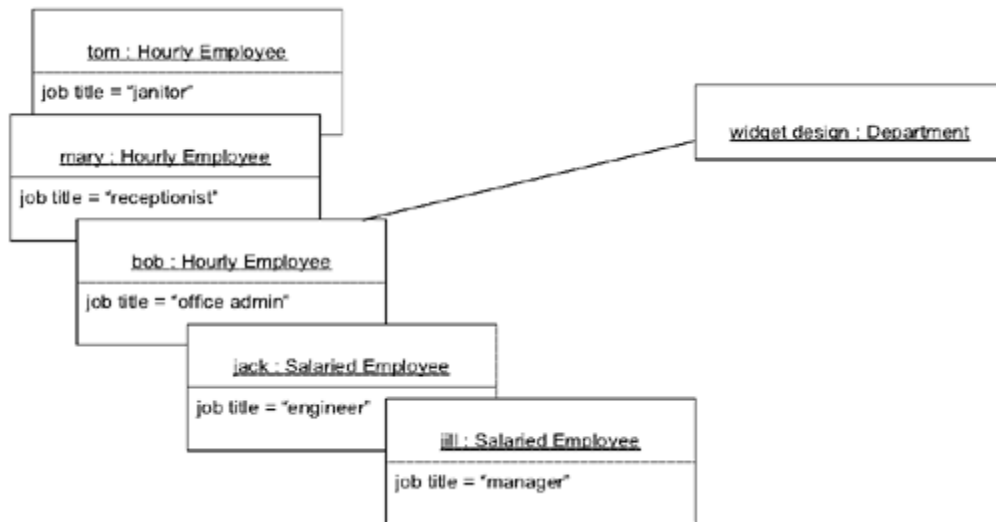 tom : Hourly Employee
job title = "janitor"
widget design : Department
mary : Hourly Employee
job title = "receptionist"
bob : Hourly Employee
job title = "office admin"
jack : Salaried Employee
job title = "engineer"
jill : Salaried Employee
job title = "manager"